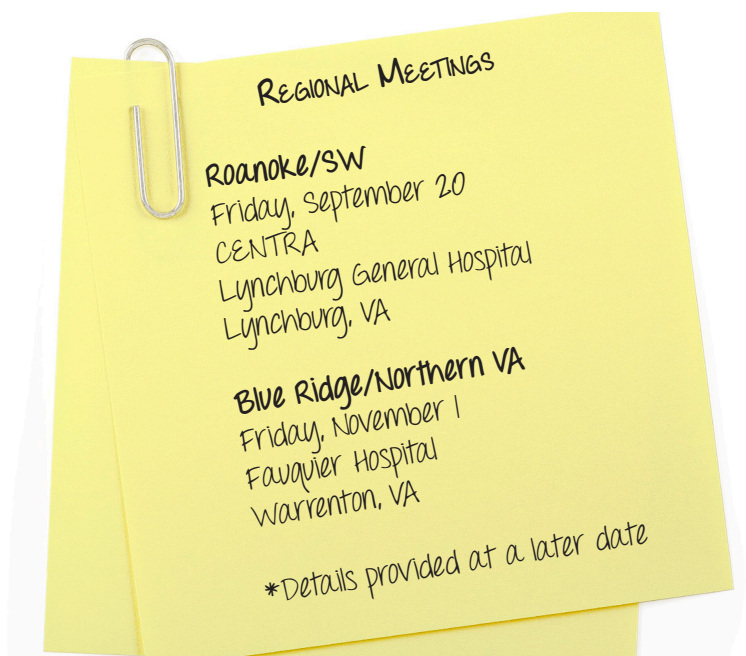 Regional Meetings
Roanoke/SW
Friday, September 20
CENTRA
Lynchburg General Hospital
Lynchburg, VA
Blue Ridge/Northern VA
Friday, November 1
Fauquier Hospital
Warrenton, VA
*Details provided at a later date